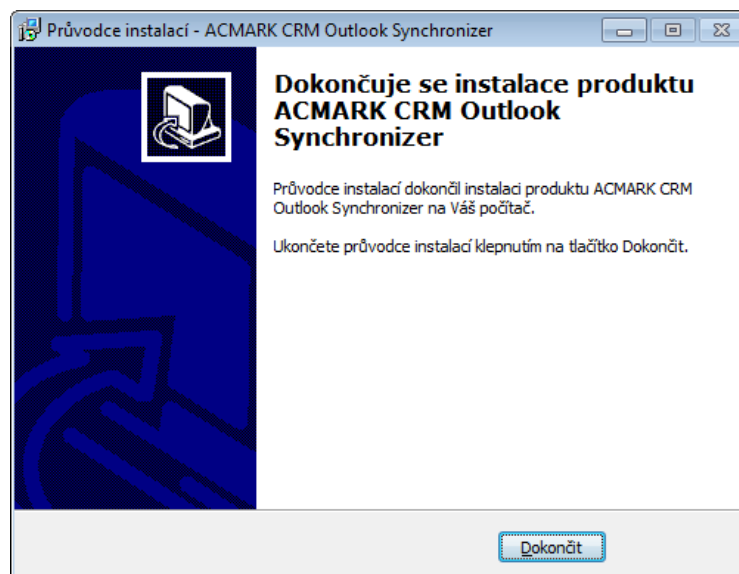 Průvodce instalací - ACMARK CRM Outlook Synchronizer
Dokončuje se instalace produktu
ACMARK CRM Outlook
Synchronizer
Průvodce instalací dokončil instalaci produktu ACMARK CRM
Outlook Synchronizer na Váš počítač.
Ukončete průvodce instalací klepnutím na tlačítko Dokončit.
Dokončit